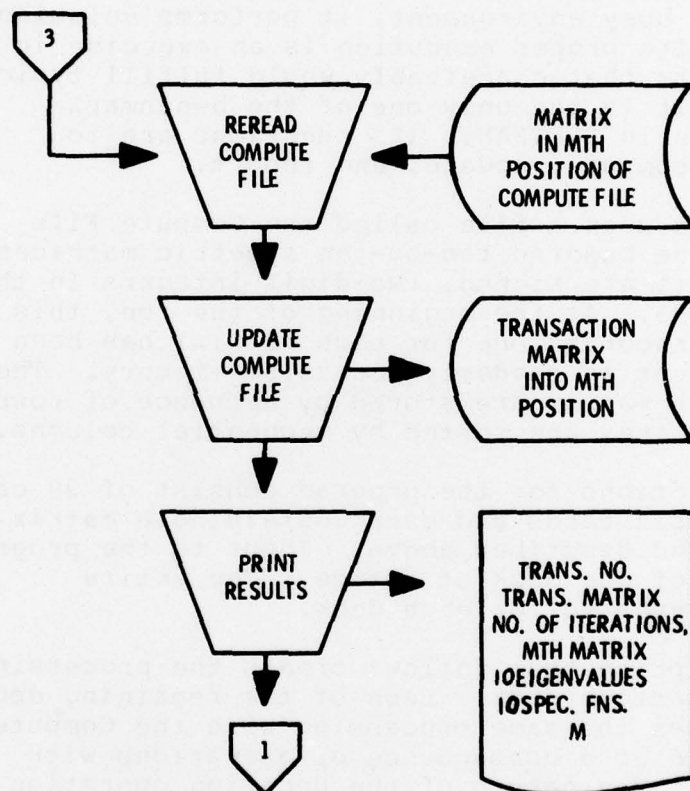 3
REREAD
COMPUTE
FILE
MATRIX
IN MTH
POSITION OF
COMPUTE FILE
UPDATE
COMPUTE
FILE
TRANSACTION
MATRIX
INTO MTH
POSITION
PRINT
RESULTS
TRANS. NO.
TRANS. MATRIX
NO. OF ITERATIONS,
MTH MATRIX
10EIGENVALUES
10SPEC. FNS.
M
1